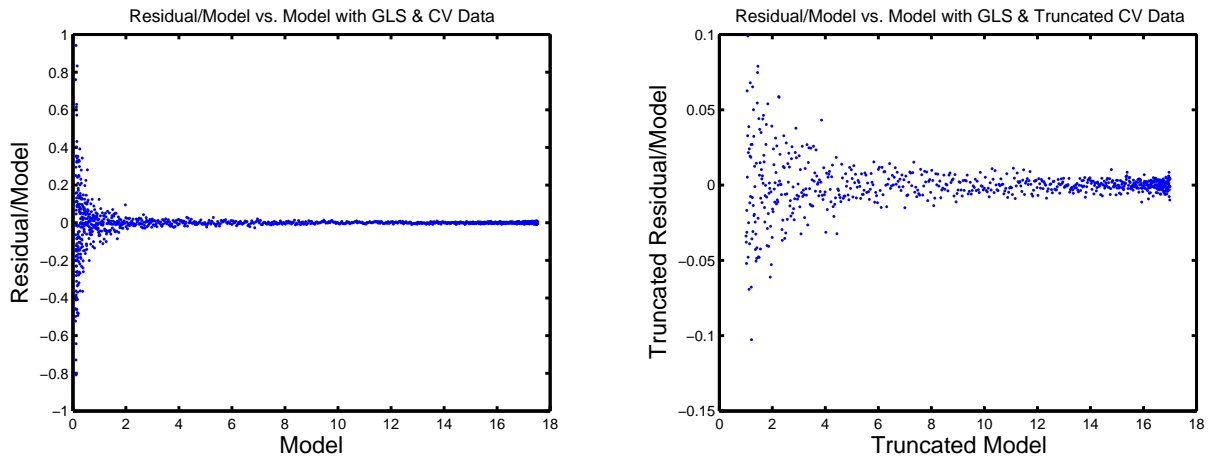 Residual/Model vs. Model with GLS & CV Data
1
0.8
0.6
0.4
0.2
0
−0.2
−0.4
−0.6
−0.8
−1
Residual/Model
0 2 4 6 8 10 12 14 16 18
Model
Residual/Model vs. Model with GLS & Truncated CV Data
0.1
0.05
0
−0.05
−0.1
−0.15
Truncated Residual/Model
0 2 4 6 8 10 12 14 16 18
Truncated Model